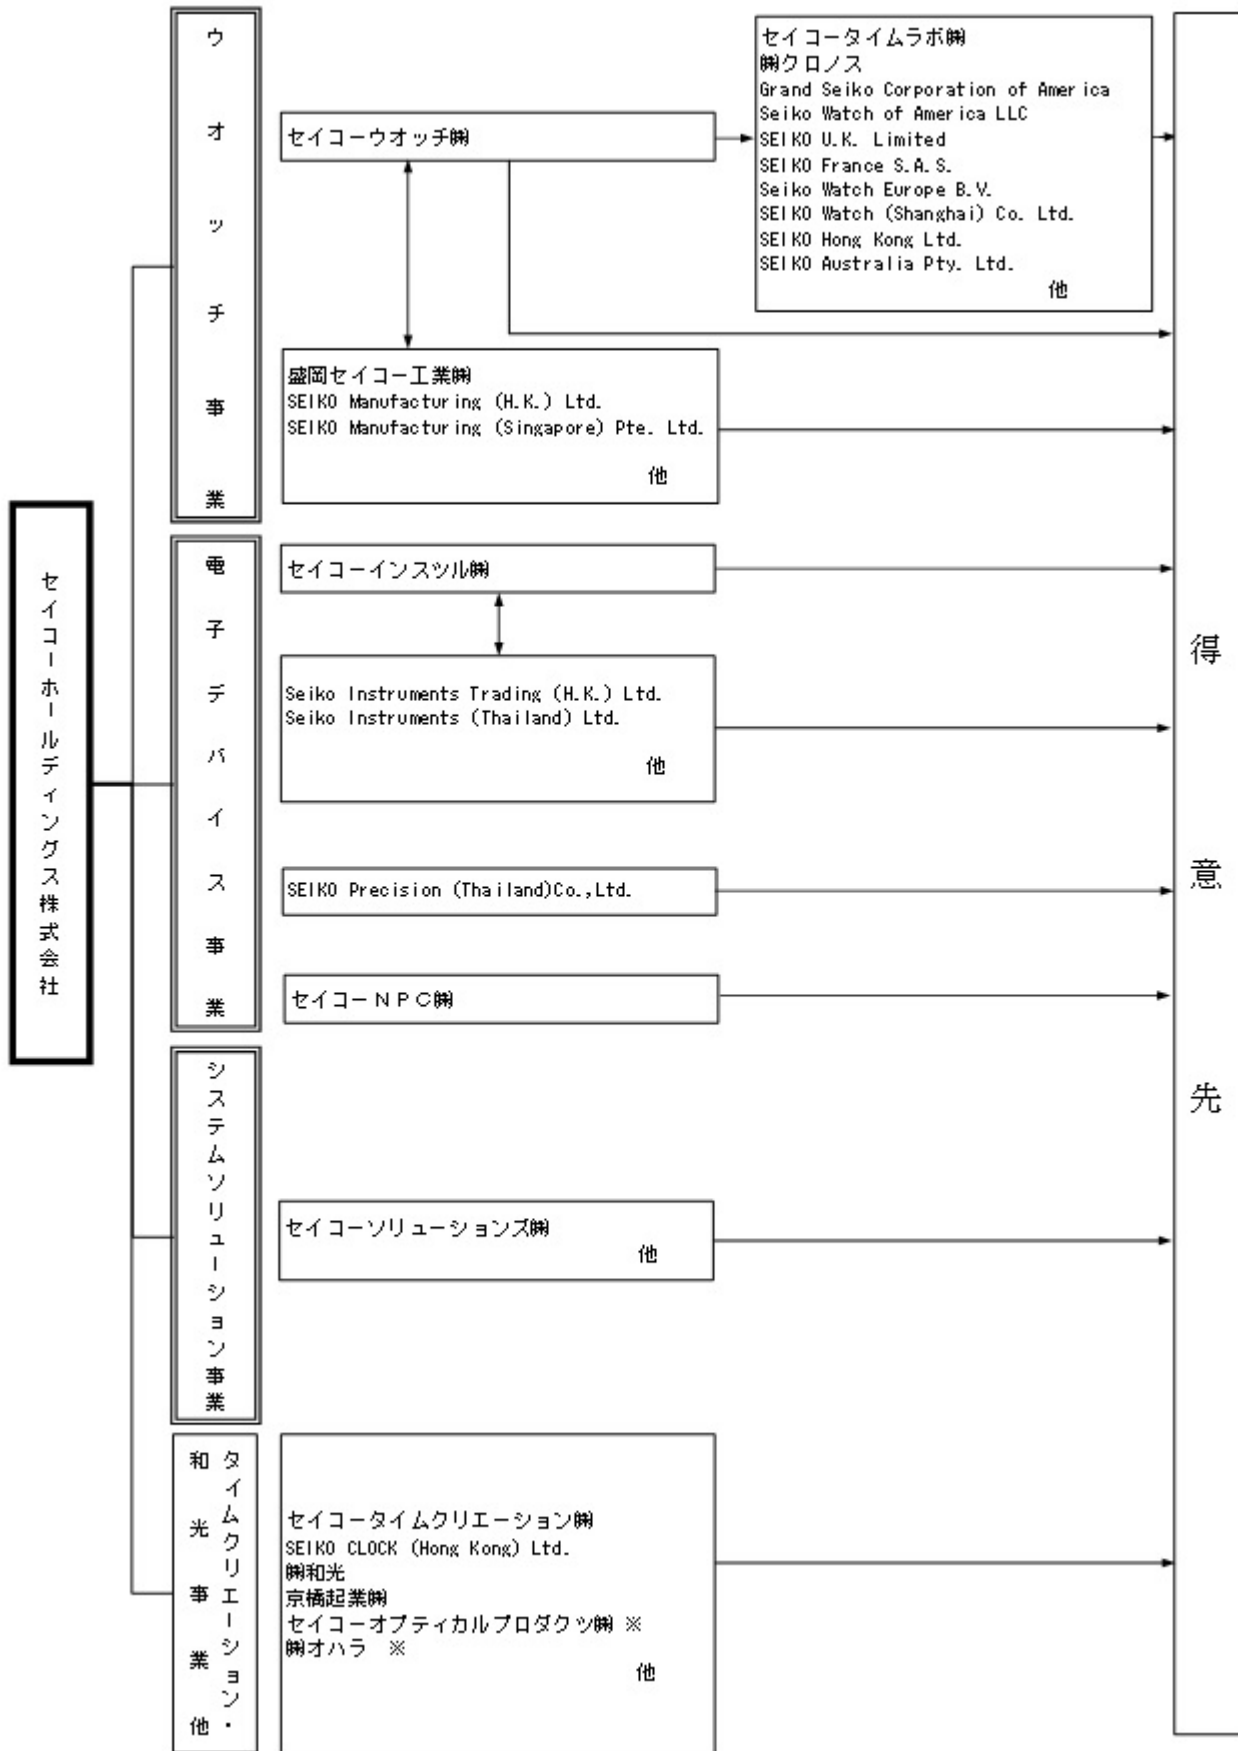 セイコーホールディングス株式会社
ウオッチ事業
セイコーウオッチ㈱
セイコータイムラボ㈱
㈱クロノス
Grand Seiko Corporation of America
Seiko Watch of America LLC
SEIKO U.K. Limited
SEIKO France S.A.S.
Seiko Watch Europe B.V.
SEIKO Watch (Shanghai) Co. Ltd.
SEIKO Hong Kong Ltd.
SEIKO Australia Pty. Ltd.
他
盛岡セイコー工業㈱
SEIKO Manufacturing (H.K.) Ltd.
SEIKO Manufacturing (Singapore) Pte. Ltd.
他
電子デバイス事業
セイコーインスツル㈱
Seiko Instruments Trading (H.K.) Ltd.
Seiko Instruments (Thailand) Ltd.
他
SEIKO Precision (Thailand)Co.,Ltd.
セイコーＮＰＣ㈱
システムソリューション事業
セイコーソリューションズ㈱
他
タイムクリエーション・
和光事業他
セイコータイムクリエーション㈱
SEIKO CLOCK (Hong Kong) Ltd.
㈱和光
京橋起業㈱
セイコーオプティカルプロダクツ㈱ ※
㈱オハラ ※
他
得意先